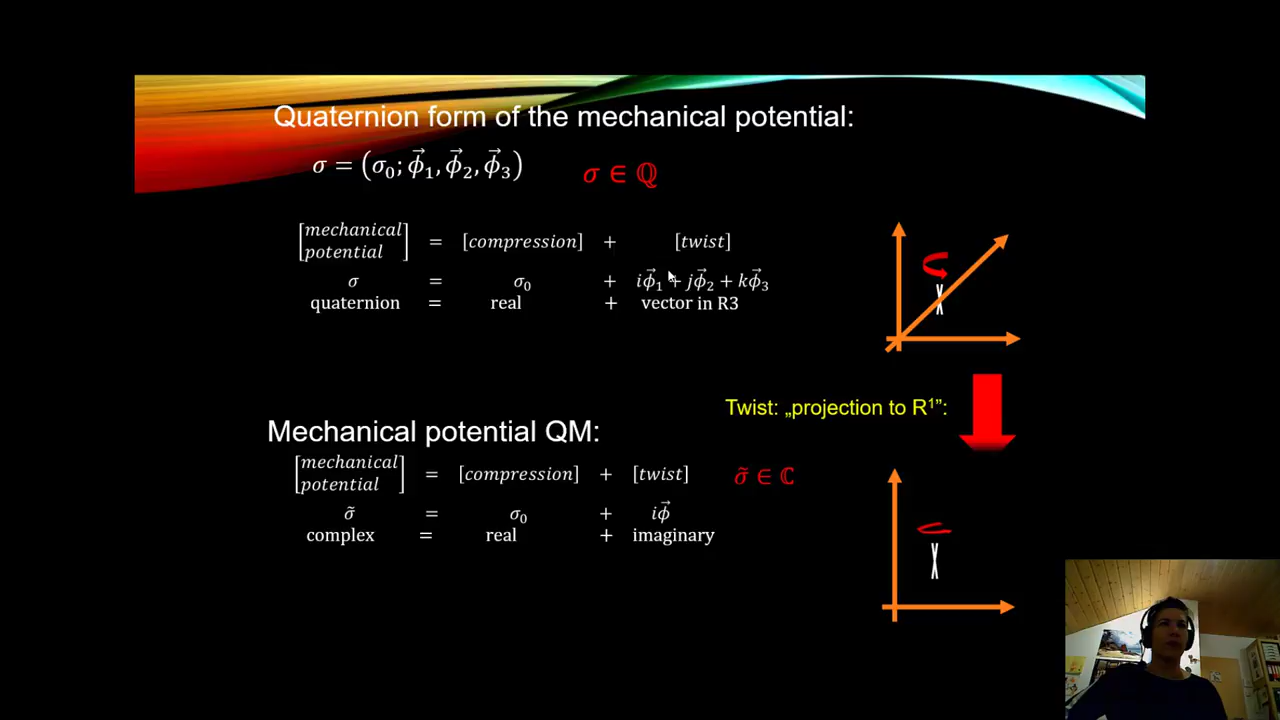 Quaternion form of the mechanical potential:
σ = (σ₀; ϕ⃗₁, ϕ⃗₂, ϕ⃗₃)
σ ∈ ℚ
[mechanical potential] = [compression] + [twist]
σ = σ₀ + iϕ⃗₁ + jϕ⃗₂ + kϕ⃗₃
quaternion = real + vector in R3
Twist: „projection to R¹”:
Mechanical potential QM:
[mechanical potential] = [compression] + [twist]
σ̃ ∈ ℂ
σ̃ = σ₀ + iϕ⃗
complex = real + imaginary